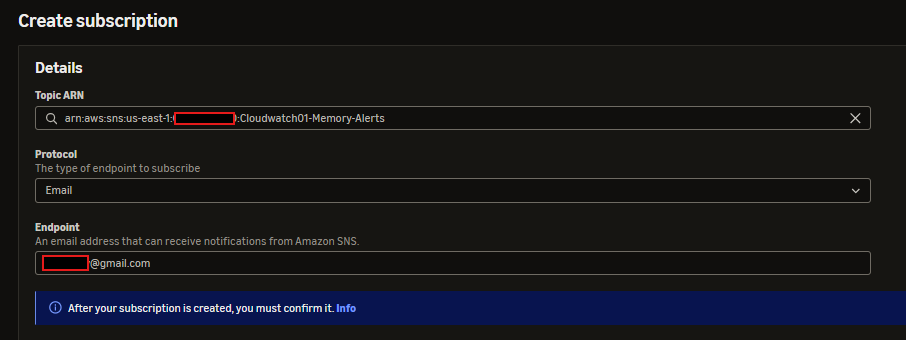 Create subscription
Details
Topic ARN
arn:aws:sns:us-east-1: :Cloudwatch01-Memory-Alerts
Protocol
The type of endpoint to subscribe
Email
Endpoint
An email address that can receive notifications from Amazon SNS.
@gmail.com
After your subscription is created, you must confirm it. Info